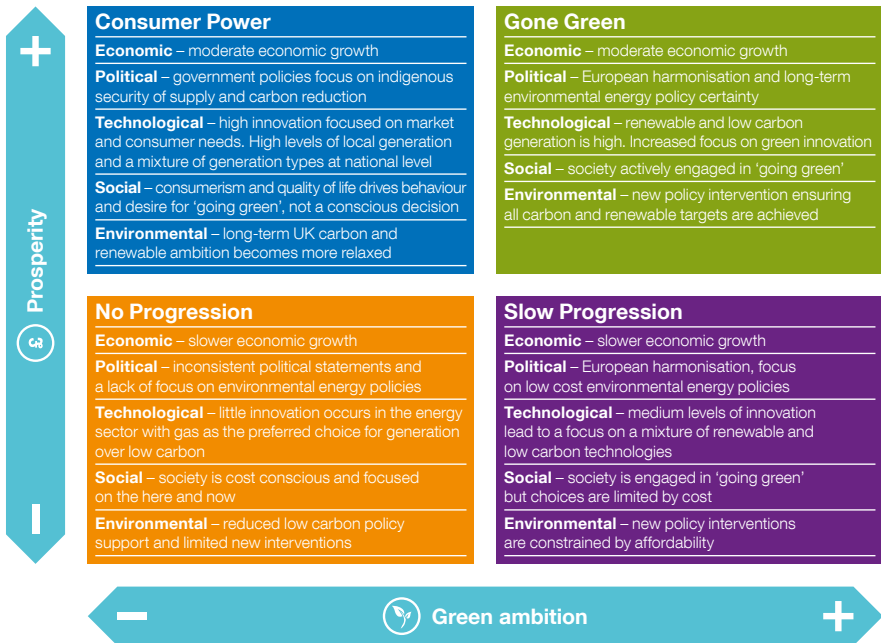 Consumer Power
Economic – moderate economic growth
Political – government policies focus on indigenous
security of supply and carbon reduction
Technological – high innovation focused on market
and consumer needs. High levels of local generation
and a mixture of generation types at national level
Social – consumerism and quality of life drives behaviour
and desire for ‘going green’, not a conscious decision
Environmental – long-term UK carbon and
renewable ambition becomes more relaxed
Gone Green
Economic – moderate economic growth
Political – European harmonisation and long-term
environmental energy policy certainty
Technological – renewable and low carbon
generation is high. Increased focus on green innovation
Social – society actively engaged in ‘going green’
Environmental – new policy intervention ensuring
all carbon and renewable targets are achieved
+
Prosperity
–
No Progression
Economic – slower economic growth
Political – inconsistent political statements and
a lack of focus on environmental energy policies
Technological – little innovation occurs in the energy
sector with gas as the preferred choice for generation
over low carbon
Social – society is cost conscious and focused
on the here and now
Environmental – reduced low carbon policy
support and limited new interventions
Slow Progression
Economic – slower economic growth
Political – European harmonisation, focus
on low cost environmental energy policies
Technological – medium levels of innovation
lead to a focus on a mixture of renewable and
low carbon technologies
Social – society is engaged in ‘going green’
but choices are limited by cost
Environmental – new policy interventions
are constrained by affordability
– Green ambition +